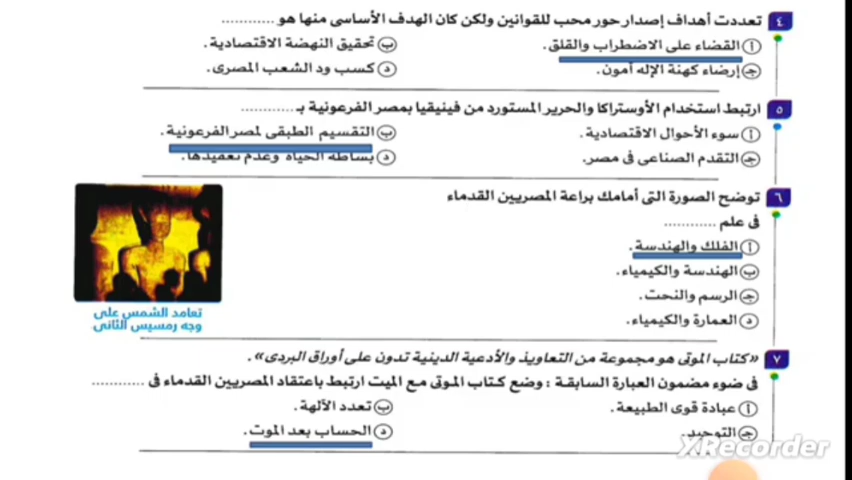 ٤ تعددت أهداف إصدار حور محب للقوانين ولكن كان الهدف الأساسى منها هو ............
أ القضاء على الاضطراب والقلق.
ب تحقيق النهضة الاقتصادية.
جـ إرضاء كهنة الإله آمون.
د كسب ود الشعب المصرى.
٥ ارتبط استخدام الأوستراكا والحرير المستورد من فينيقيا بمصر الفرعونية بـ ............
أ سوء الأحوال الاقتصادية.
ب التقسيم الطبقى لمصر الفرعونية.
جـ التقدم الصناعى فى مصر.
د بساطة الحياة وعدم تعقيدها.
٦ توضح الصورة التى أمامك براعة المصريين القدماء
فى علم ............
أ الفلك والهندسة.
ب الهندسة والكيمياء.
جـ الرسم والنحت.
د العمارة والكيمياء.
تعامد الشمس على
وجه رمسيس الثانى
٧ «كتاب الموتى هو مجموعة من التعاويذ والأدعية الدينية تدون على أوراق البردى».
فى ضوء مضمون العبارة السابقة : وضع كتاب الموتى مع الميت ارتبط باعتقاد المصريين القدماء فى ............
أ عبادة قوى الطبيعة.
ب تعدد الآلهة.
جـ التوحيد.
د الحساب بعد الموت.
XRecorder